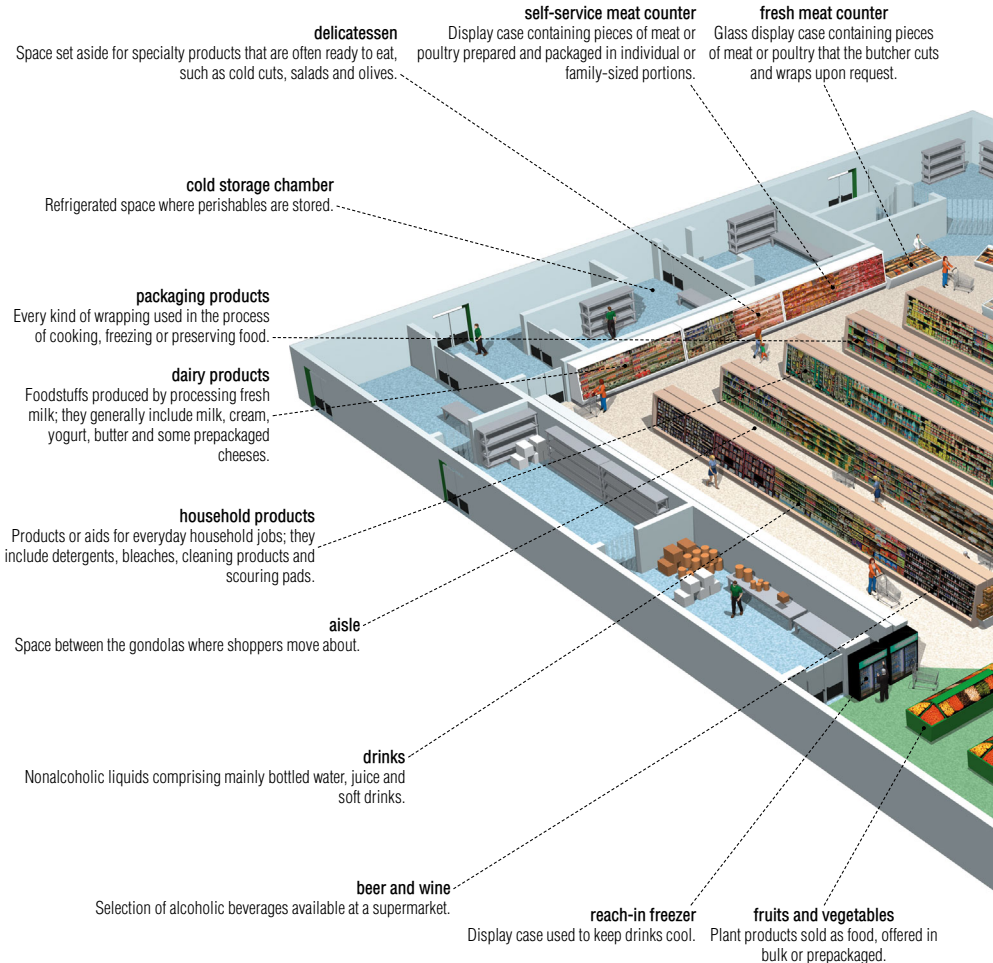 delicatessen
Space set aside for specialty products that are often ready to eat,
such as cold cuts, salads and olives.
self-service meat counter
Display case containing pieces of meat or
poultry prepared and packaged in individual or
family-sized portions.
fresh meat counter
Glass display case containing pieces
of meat or poultry that the butcher cuts
and wraps upon request.
cold storage chamber
Refrigerated space where perishables are stored.
packaging products
Every kind of wrapping used in the process
of cooking, freezing or preserving food.
dairy products
Foodstuffs produced by processing fresh
milk; they generally include milk, cream,
yogurt, butter and some prepackaged
cheeses.
household products
Products or aids for everyday household jobs; they
include detergents, bleaches, cleaning products and
scouring pads.
aisle
Space between the gondolas where shoppers move about.
drinks
Nonalcoholic liquids comprising mainly bottled water, juice and
soft drinks.
beer and wine
Selection of alcoholic beverages available at a supermarket.
reach-in freezer
Display case used to keep drinks cool.
fruits and vegetables
Plant products sold as food, offered in
bulk or prepackaged.